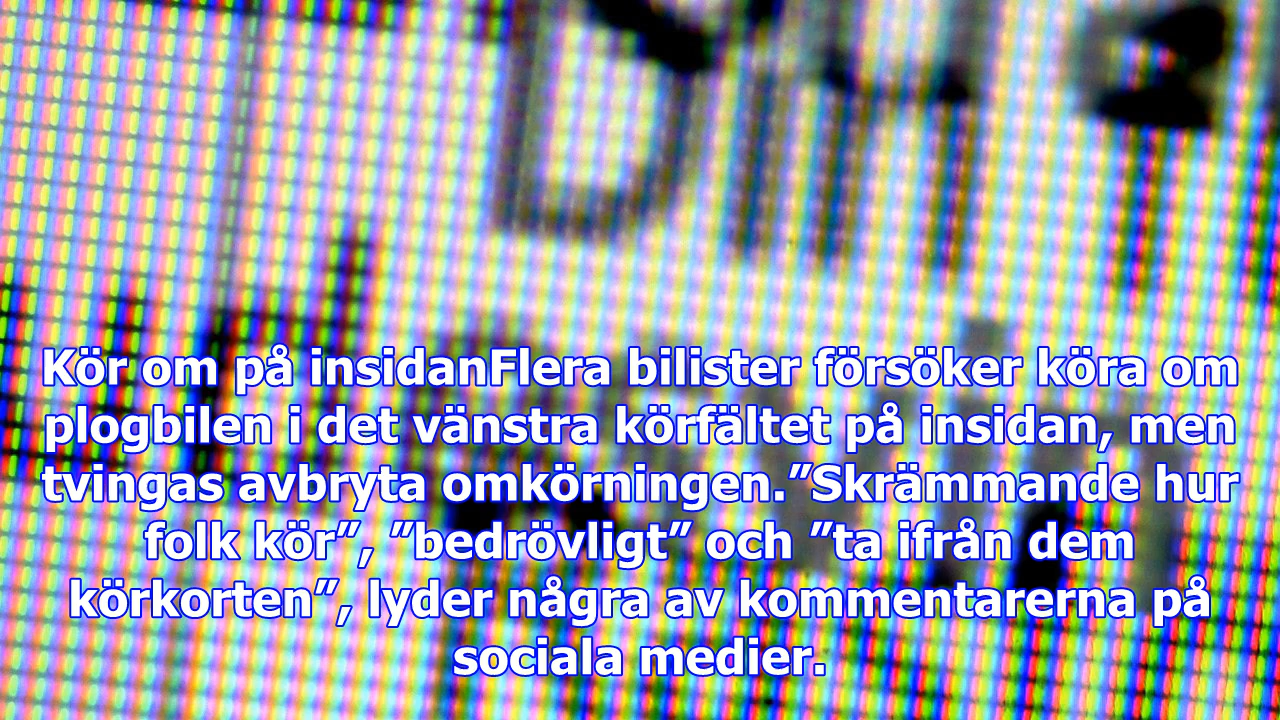 Kör om på insidanFlera bilister försöker köra om
plogbilen i det vänstra körfältet på insidan, men
tvingas avbryta omkörningen.”Skrämmande hur
folk kör”, ”bedrövligt” och ”ta ifrån dem
körkorten”, lyder några av kommentarerna på
sociala medier.